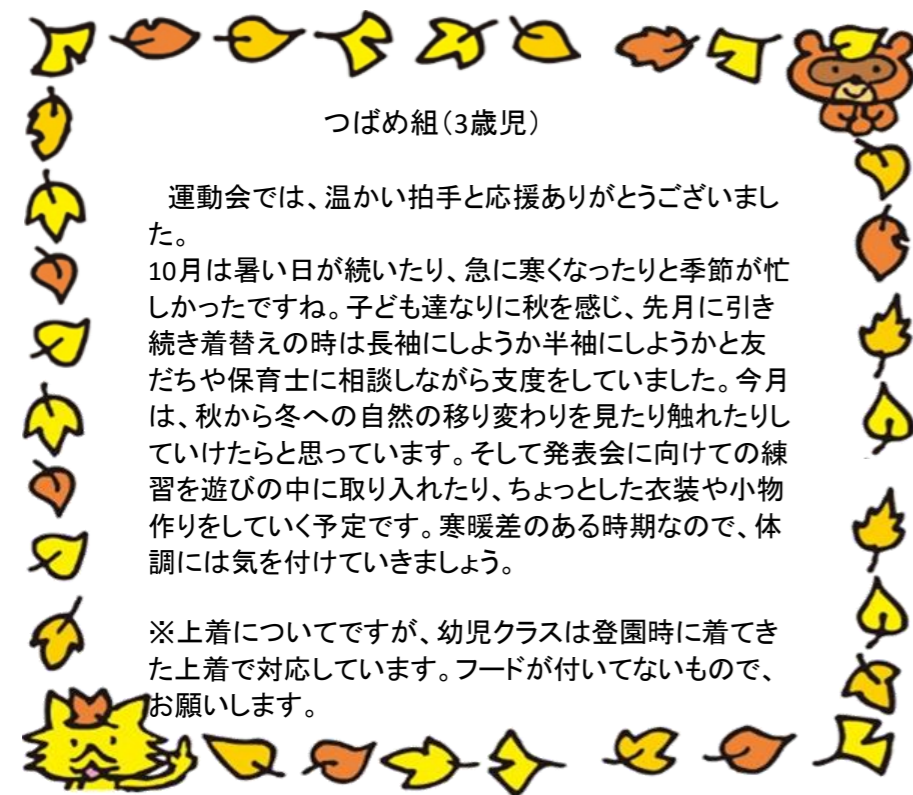 つばめ組（3歳児）
運動会では、温かい拍手と応援ありがとうございまし
た。
10月は暑い日が続いたり、急に寒くなったりと季節が忙
しかったですね。子ども達なりに秋を感じ、先月に引き
続き着替えの時は長袖にしようか半袖にしようかと友
だちや保育士に相談しながら支度をしていました。今月
は、秋から冬への自然の移り変わりを見たり触れたりし
ていけたらと思っています。そして発表会に向けての練
習を遊びの中に取り入れたり、ちょっとした衣装や小物
作りをしていく予定です。寒暖差のある時期なので、体
調には気を付けていきましょう。
※上着についてですが、幼児クラスは登園時に着てき
た上着で対応しています。フードが付いてないもので、
お願いします。